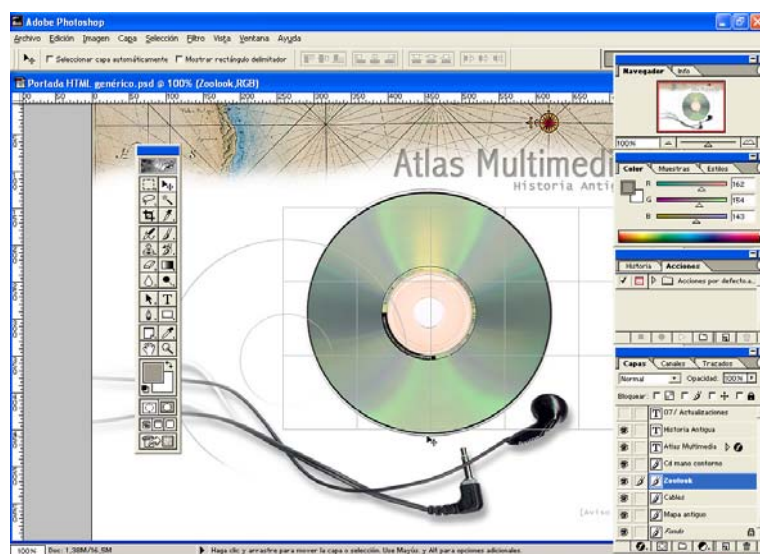 Adobe Photoshop
Archivo Edición Imagen Capa Selección Filtro Vista Ventana Ayuda
Seleccionar capa automáticamente Mostrar rectángulo delimitador
Portada HTML genérico.psd @ 100% (Zoolook,RGB)
Navegador Info
100%
Atlas Multimedi
Historia Antig
Color Muestras Estilos
R 162
G 154
B 143
Historia Acciones
Acciones por defecto.a..
Capas Canales Trazados
Normal Opacidad: 100%
Bloquear:
07/ Actualizaciones
Historia Antigua
Atlas Multimedia
Cd mano contorno
Zoolook
Cables
Mapa antiguo
Fondo
[Aviso
100% Doc: 1,38M/16,5M Haga clic y arrastre para mover la capa o selección. Use Mayús. y Alt para opciones adicionales.